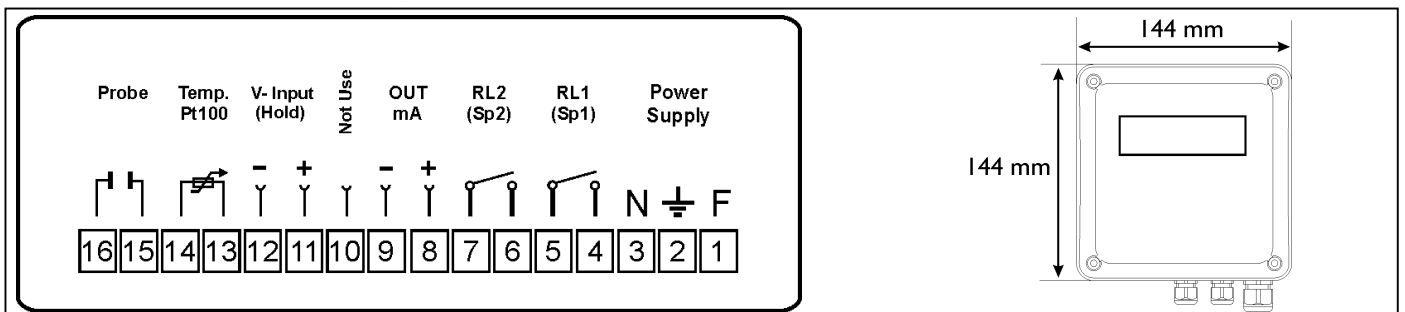 Probe
Temp.
Pt100
V- Input
(Hold)
Not Use
OUT
mA
RL2
(Sp2)
RL1
(Sp1)
Power
Supply
- + - +
N F
16 15 14 13 12 11 10 9 8 7 6 5 4 3 2 1
144 mm
144 mm